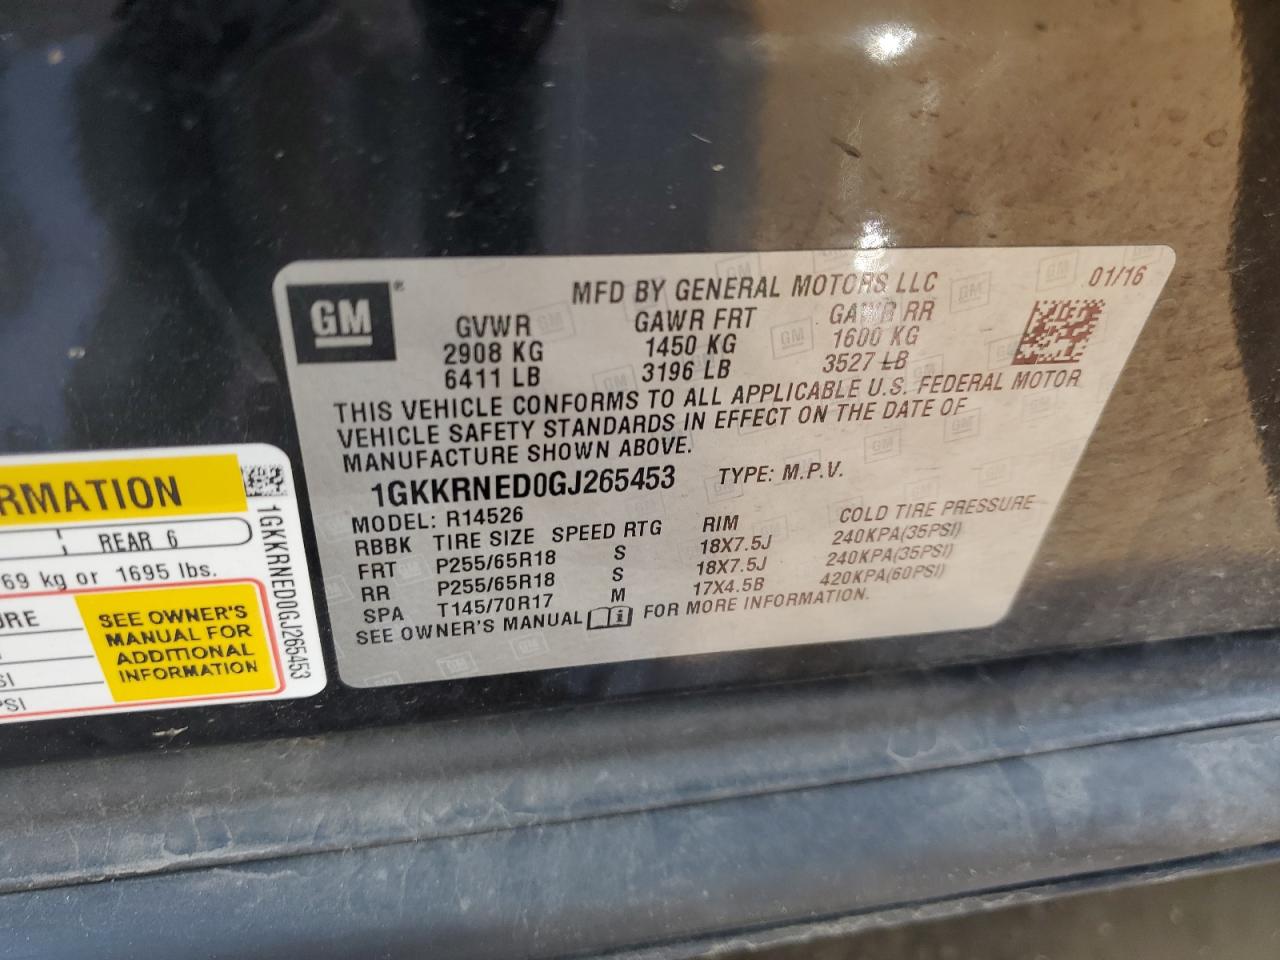 GM®
MFD BY GENERAL MOTORS LLC
01/16
GVWR GAWR FRT GAWR RR
2908 KG 1450 KG 1600 KG
6411 LB 3196 LB 3527 LB
THIS VEHICLE CONFORMS TO ALL APPLICABLE U.S. FEDERAL MOTOR
VEHICLE SAFETY STANDARDS IN EFFECT ON THE DATE OF
MANUFACTURE SHOWN ABOVE.
1GKKRNED0GJ265453 TYPE: M.P.V.
MODEL: R14526
RBBK TIRE SIZE SPEED RTG RIM COLD TIRE PRESSURE
FRT P255/65R18 S 18X7.5J 240KPA(35PSI)
RR P255/65R18 S 18X7.5J 240KPA(35PSI)
SPA T145/70R17 M 17X4.5B 420KPA(60PSI)
SEE OWNER'S MANUAL i FOR MORE INFORMATION.
RMATION
REAR 6
69 kg or 1695 lbs.
URE
SI
PSI
SEE OWNER'S
MANUAL FOR
ADDITIONAL
INFORMATION
1GKKRNED0GJ265453